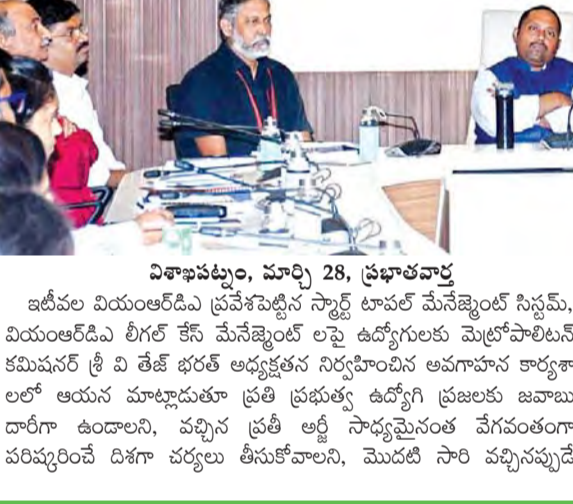 విశాఖపట్నం, మార్చి 28, ప్రభాతవార్త
ఇటీవల వియంఆర్‌డిఎ ప్రవేశపెట్టిన స్మార్ట్ టాపల్ మేనేజ్మెంట్ సిస్టమ్,
వియంఆర్‌డిఎ లీగల్ కేస్ మేనేజ్మెంట్ లపై ఉద్యోగులకు మెట్రోపాలిటన్
కమిషనర్ శ్రీ వి తేజ్ భరత్ అధ్యక్షతన నిర్వహించిన అవగాహన కార్యశా
లలో ఆయన మాట్లాడుతూ ప్రతి ప్రభుత్వ ఉద్యోగి ప్రజలకు జవాబు
దారీగా ఉండాలని, వచ్చిన ప్రతీ అర్జీ సాధ్యమైనంత వేగవంతంగా
పరిష్కరించే దిశగా చర్యలు తీసుకోవాలని, మొదటి సారి వచ్చినప్పుడే